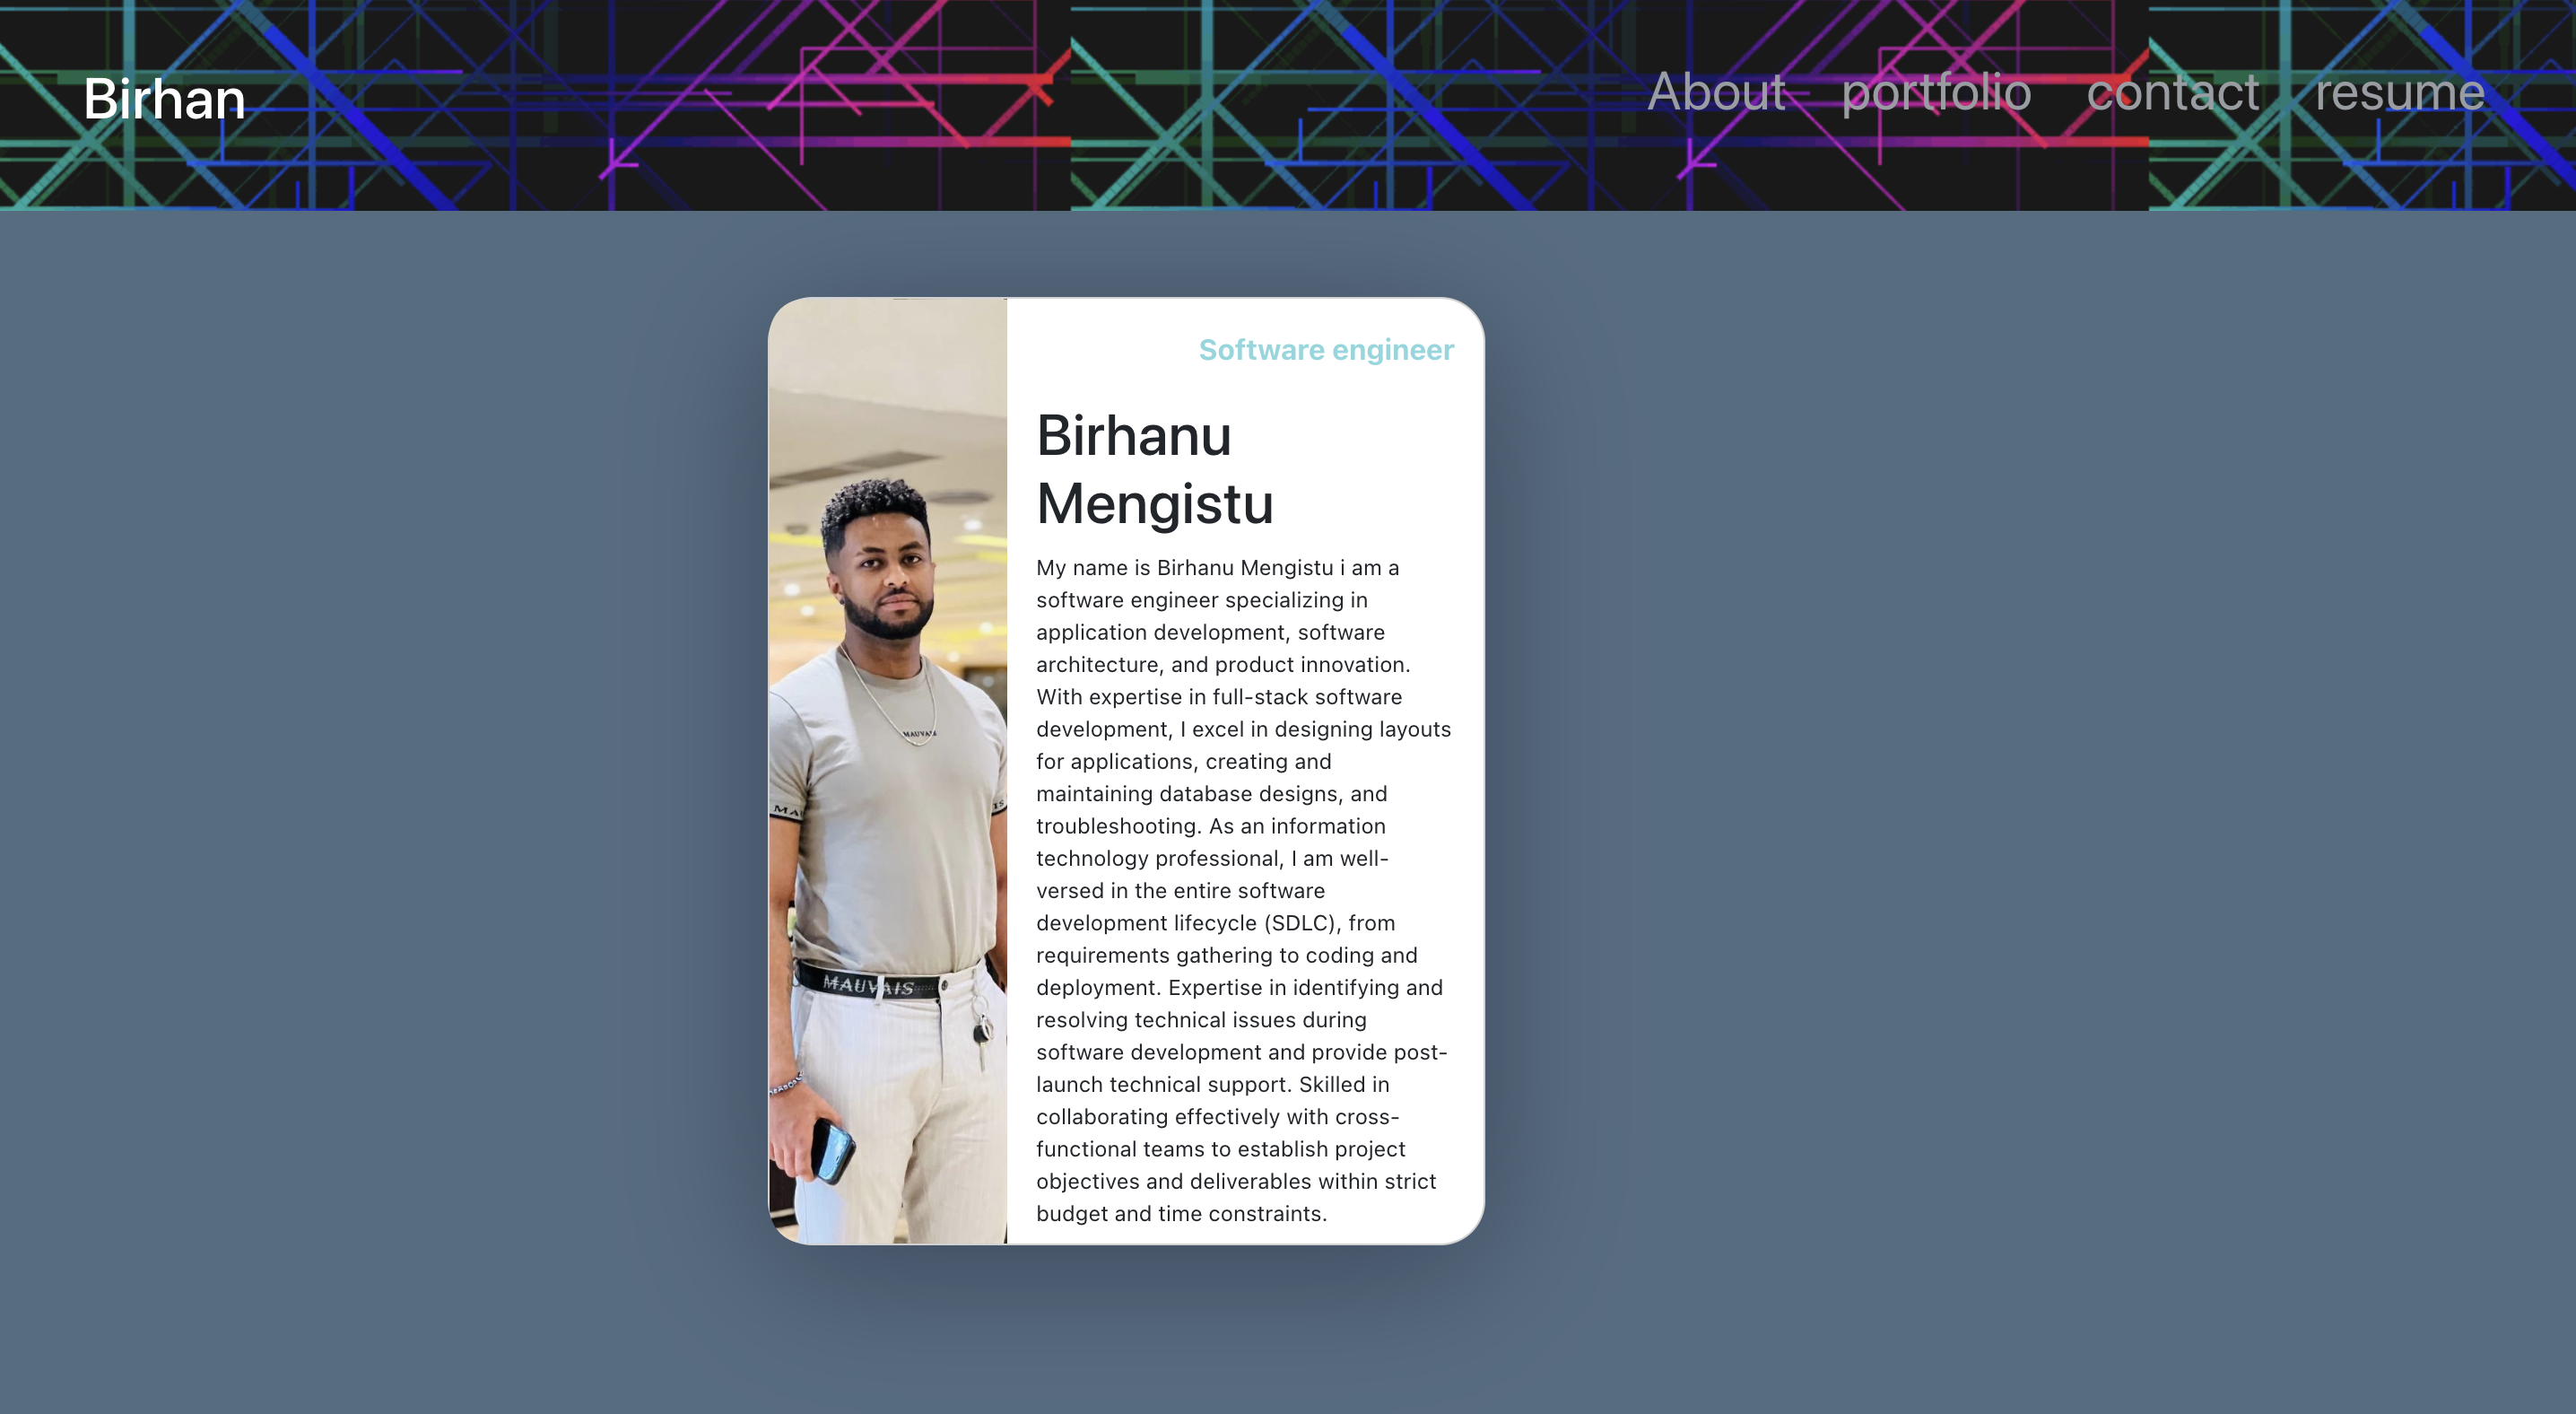 Birhan
About portfolio contact resume
Software engineer
Birhanu
Mengistu
My name is Birhanu Mengistu i am a
software engineer specializing in
application development, software
architecture, and product innovation.
With expertise in full-stack software
development, I excel in designing layouts
for applications, creating and
maintaining database designs, and
troubleshooting. As an information
technology professional, I am well-
versed in the entire software
development lifecycle (SDLC), from
requirements gathering to coding and
deployment. Expertise in identifying and
resolving technical issues during
software development and provide post-
launch technical support. Skilled in
collaborating effectively with cross-
functional teams to establish project
objectives and deliverables within strict
budget and time constraints.
MAUVAIS
MAUVAIS